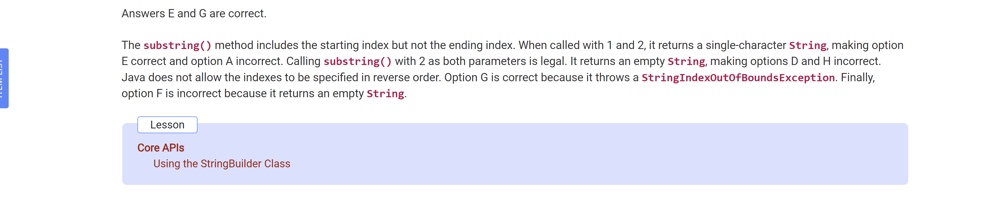 Answers E and G are correct.
The substring() method includes the starting index but not the ending index. When called with 1 and 2, it returns a single-character String, making option
E correct and option A incorrect. Calling substring() with 2 as both parameters is legal. It returns an empty String, making options D and H incorrect.
Java does not allow the indexes to be specified in reverse order. Option G is correct because it throws a StringIndexOutOfBoundsException. Finally,
option F is incorrect because it returns an empty String.
Lesson
Core APIs
Using the StringBuilder Class